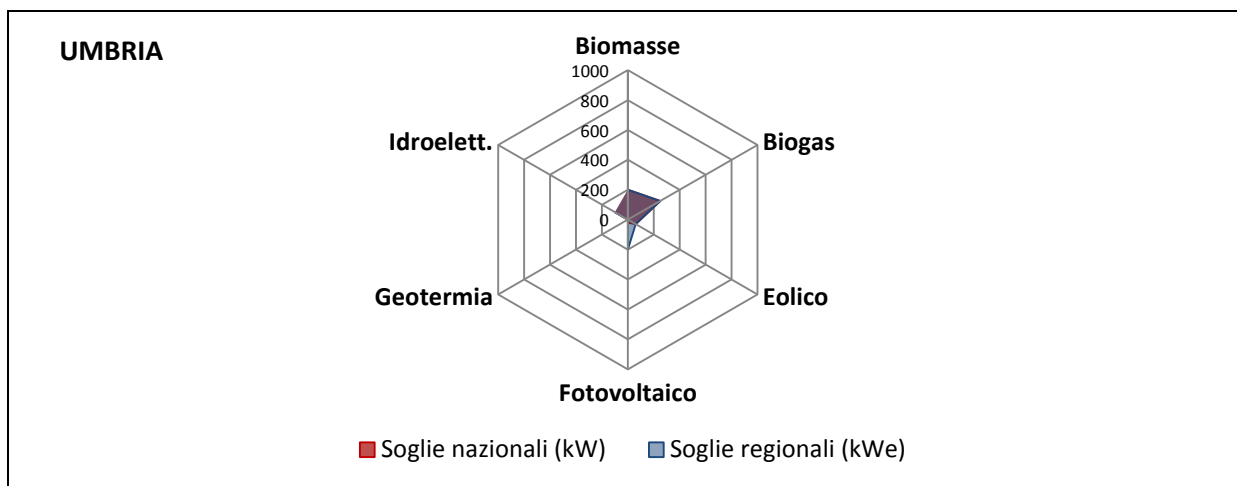 UMBRIA
Biomasse
1000
800
600
400
200
0
Idroelett.
Biogas
Geotermia
Eolico
Fotovoltaico
Soglie nazionali (kW)
Soglie regionali (kWe)